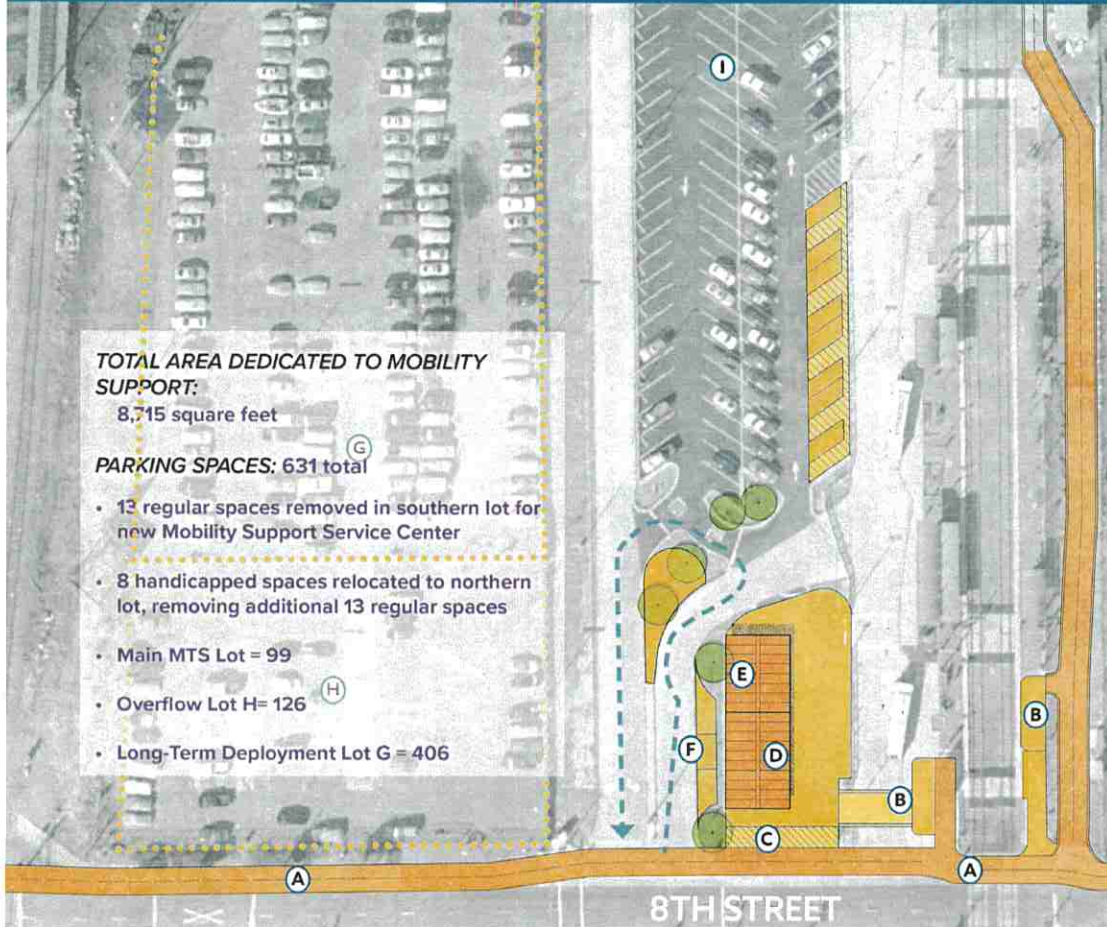 I
TOTAL AREA DEDICATED TO MOBILITY
SUPPORT:
8,715 square feet
G
PARKING SPACES: 631 total
• 13 regular spaces removed in southern lot for
new Mobility Support Service Center
• 8 handicapped spaces relocated to northern
lot, removing additional 13 regular spaces
• Main MTS Lot = 99
H
• Overflow Lot H= 126
• Long-Term Deployment Lot G = 406
E
B
F
D
B
C
A
A
8TH STREET